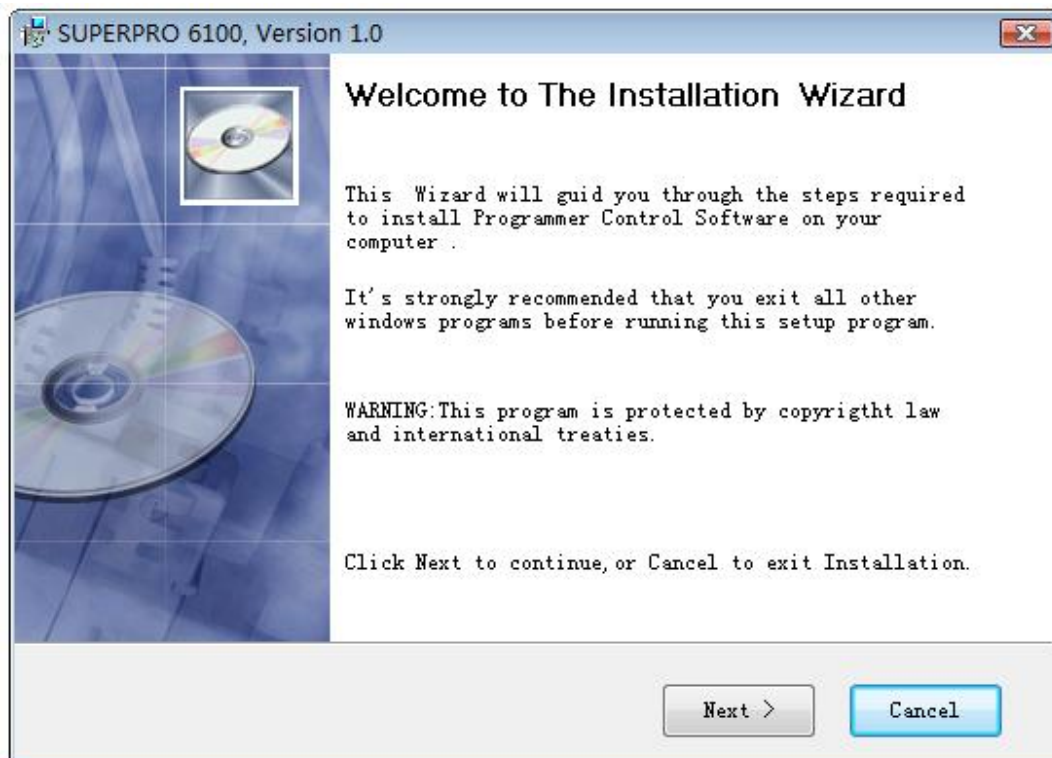 SUPERPRO 6100, Version 1.0
Welcome to The Installation Wizard
This Wizard will guid you through the steps required
to install Programmer Control Software on your
computer .
It's strongly recommended that you exit all other
windows programs before running this setup program.
WARNING:This program is protected by copyrigtht law
and international treaties.
Click Next to continue,or Cancel to exit Installation.
Next >
Cancel